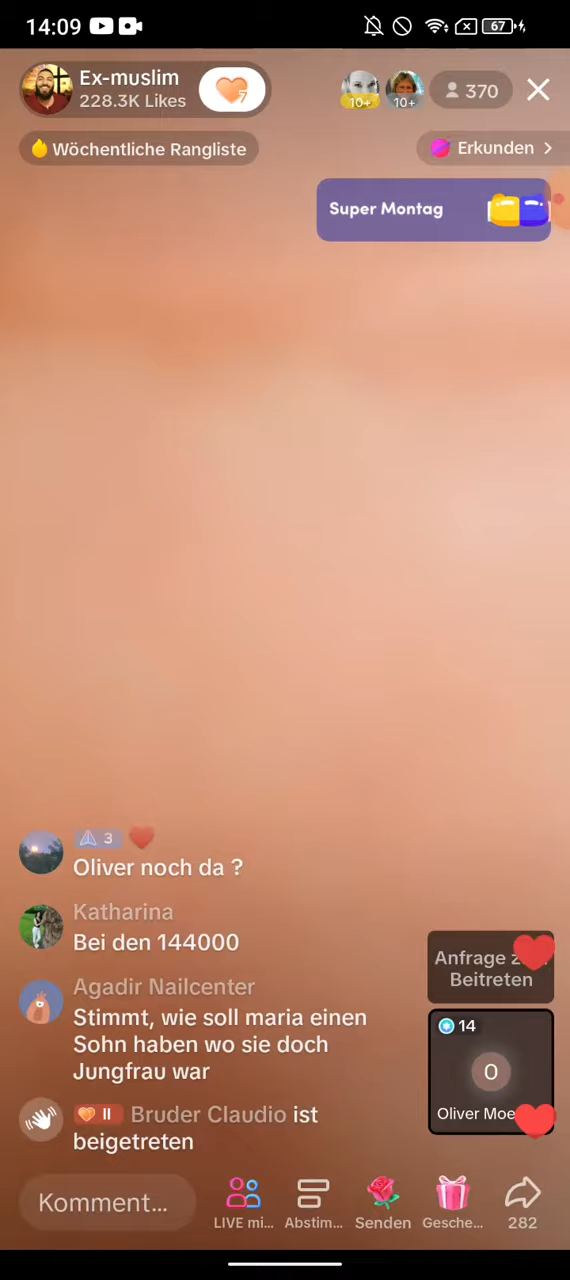 14:09
67
Ex-muslim
228.3K Likes
7
10+
10+
370
Wöchentliche Rangliste
Erkunden
Super Montag
3
Oliver noch da ?
Katharina
Bei den 144000
Anfrage
Beitreten
Agadir Nailcenter
Stimmt, wie soll maria einen
Sohn haben wo sie doch
Jungfrau war
14
O
Oliver Moe
II Bruder Claudio ist
beigetreten
Komment...
LIVE mi...
Abstim...
Senden
Gesche...
282